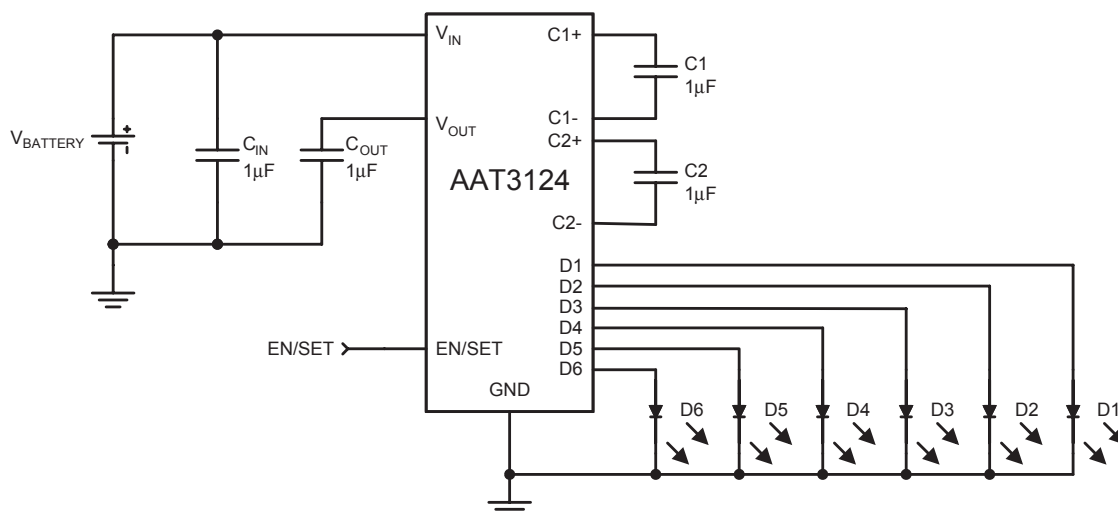 V_IN
C1+
C1
1µF
V_BATTERY
+
-
C_IN
1µF
C_OUT
1µF
V_OUT
C1-
C2+
AAT3124
C2
1µF
C2-
D1
D2
D3
D4
EN/SET
EN/SET
D5
D6
GND
D6
D5
D4
D3
D2
D1